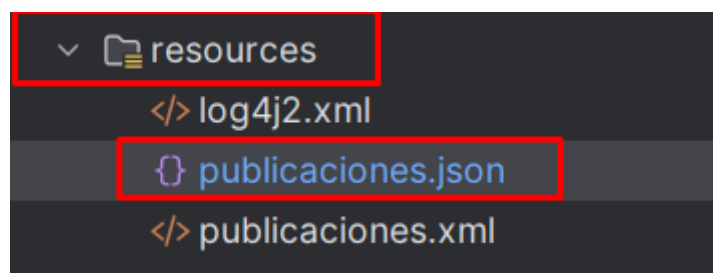 resources
log4j2.xml
publicaciones.json
publicaciones.xml